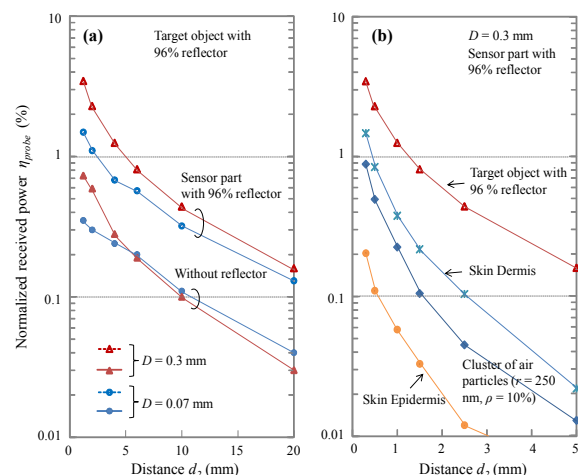 (a)
Target object with
96% reflector
Sensor part
with 96% reflector
Without reflector
D = 0.3 mm
D = 0.07 mm
Normalized received power ηprobe (%)
10
1
0.1
0.01
0
5
10
15
20
Distance d2 (mm)
(b)
D = 0.3 mm
Sensor part with
96% reflector
Target object with
96 % reflector
Skin Dermis
Cluster of air
particles (r = 250
nm, ρ = 10%)
Skin Epidermis
10
1
0.1
0.01
0
1
2
3
4
5
Distance d2 (mm)